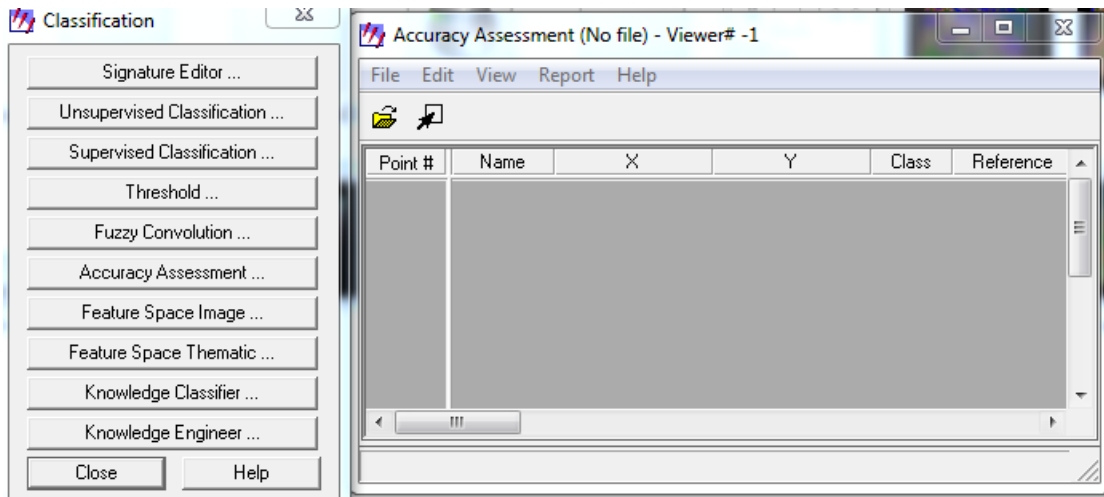 Classification
Signature Editor ...
Unsupervised Classification ...
Supervised Classification ...
Threshold ...
Fuzzy Convolution ...
Accuracy Assessment ...
Feature Space Image ...
Feature Space Thematic ...
Knowledge Classifier ...
Knowledge Engineer ...
Close Help
Accuracy Assessment (No file) - Viewer# -1
File Edit View Report Help
Point # Name X Y Class Reference